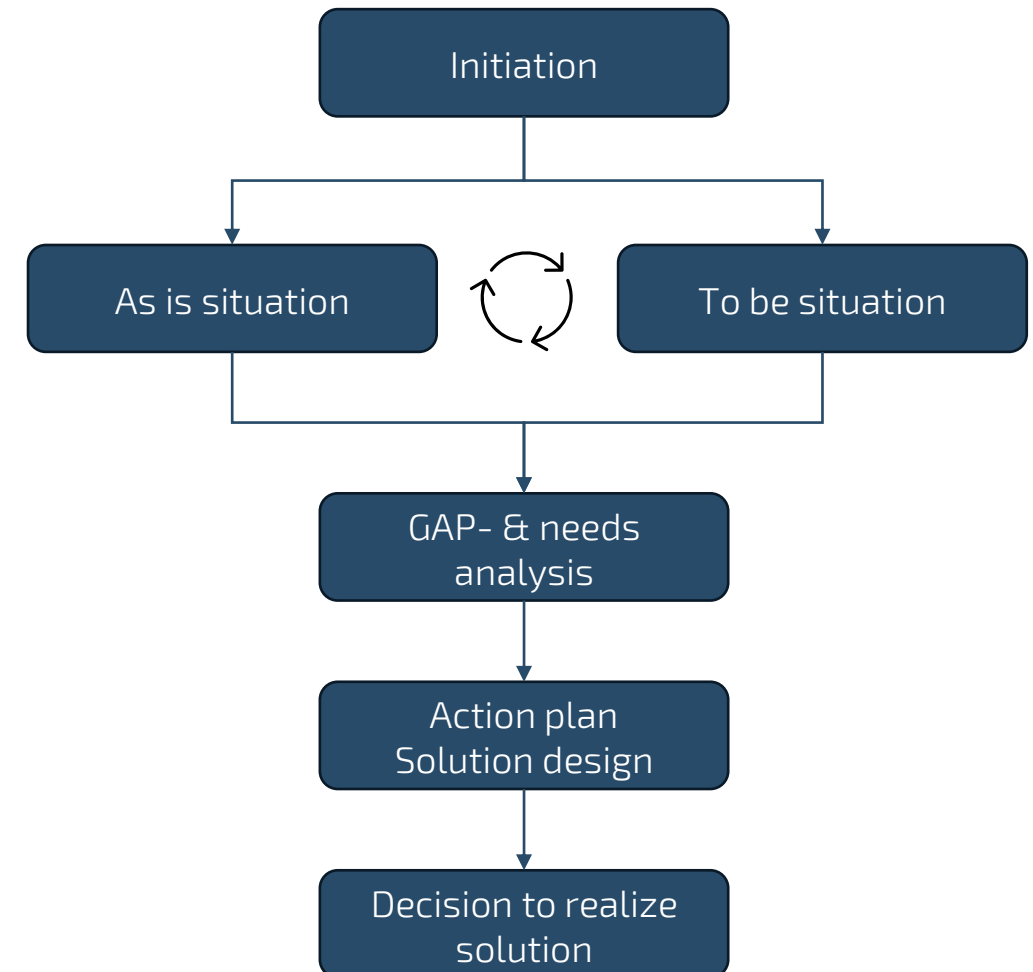 Initiation
As is situation
To be situation
GAP- & needs
analysis
Action plan
Solution design
Decision to realize
solution